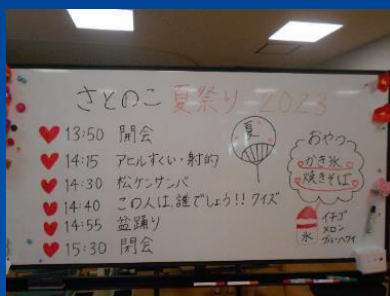 さとのこ 夏祭り 2023
13:50 開会
14:15 アヒルすくい・射的
14:30 松ケンサンバ
14:40 この人は、誰でしょう!!クイズ
14:55 盆踊り
15:30 閉会
夏
おやつ
かき氷
焼きそば
氷
イチゴ
メロン
ブルーハワイ